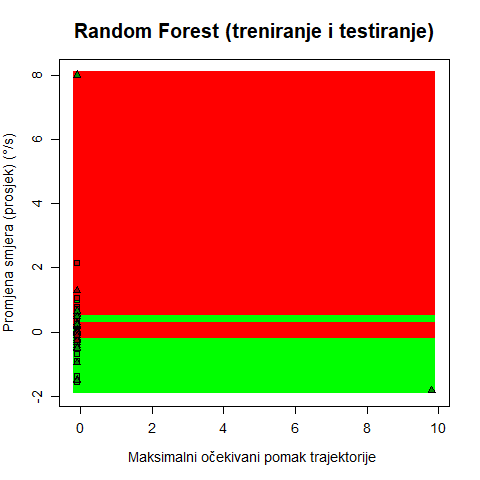 Random Forest (treniranje i testiranje)
Promjena smjera (prosjek) (°/s)
8
6
4
2
0
-2
0 2 4 6 8 10
Maksimalni očekivani pomak trajektorije